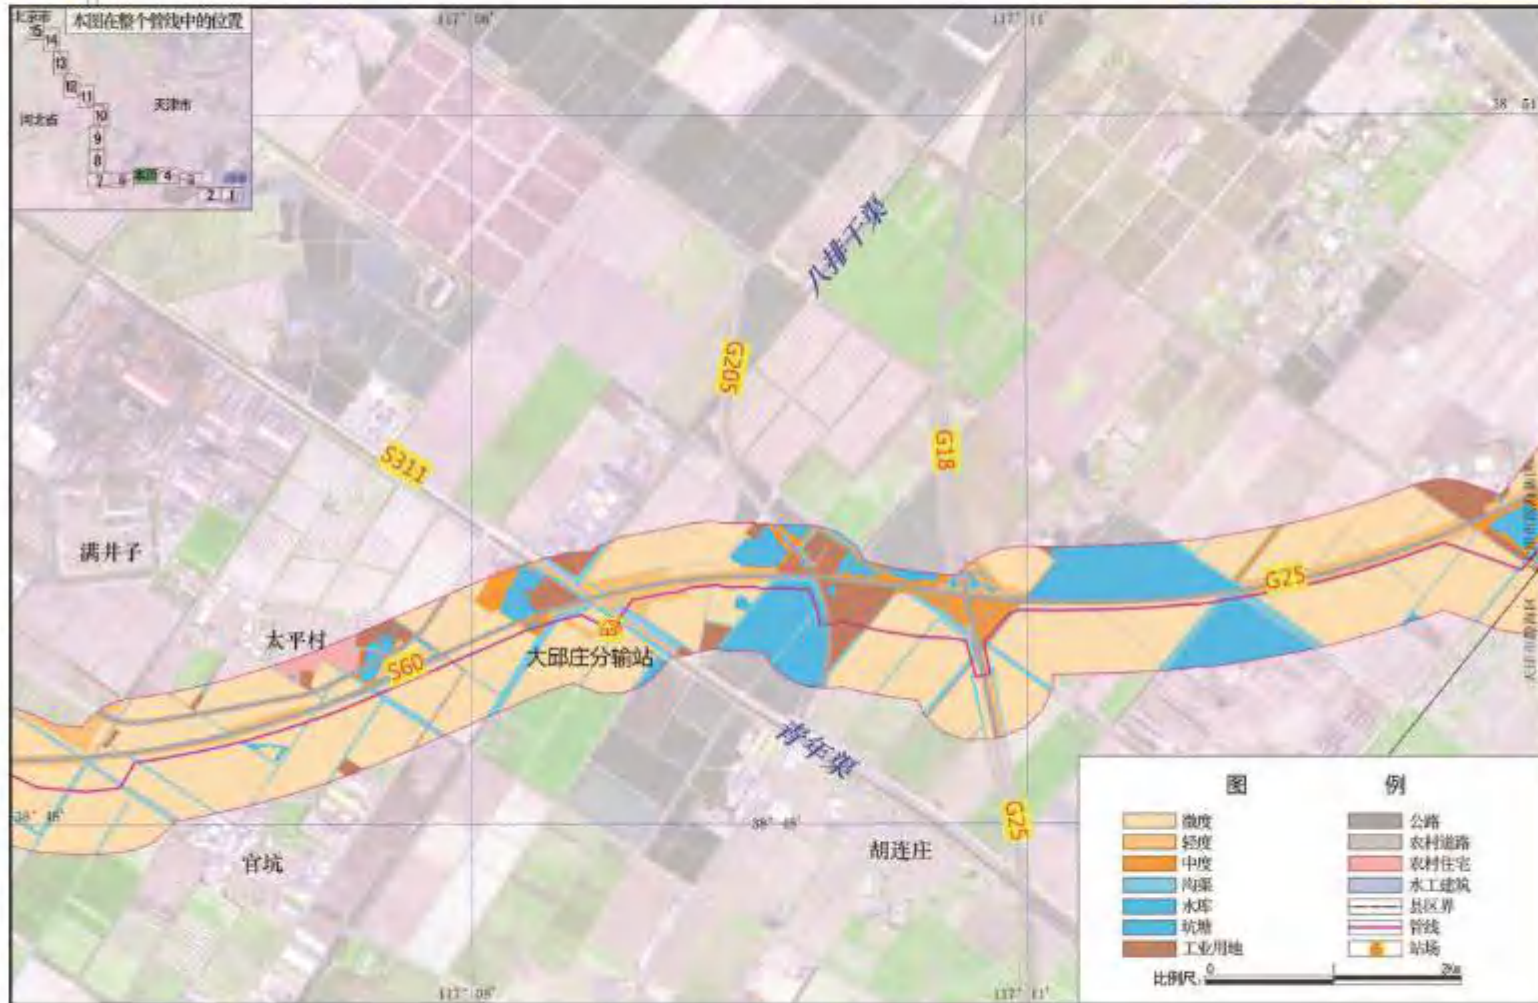 北京市
本图在整个管线中的位置
15
14
13
12
11
10
天津市
河北省
9
8
7
6
本图
4
3
2
1
117° 08'
117° 11'
38° 51'
八排干渠
G205
G18
S311
满井子
太平村
S60
大邱庄分输站
G25
青年渠
G25
38° 48'
38° 48'
官坑
胡连庄
图 例
微度
公路
轻度
农村道路
中度
农村住宅
沟渠
水工建筑
水库
县区界
坑塘
管线
工业用地
站场
比例尺:
0
2Km
117° 08'
117° 11'